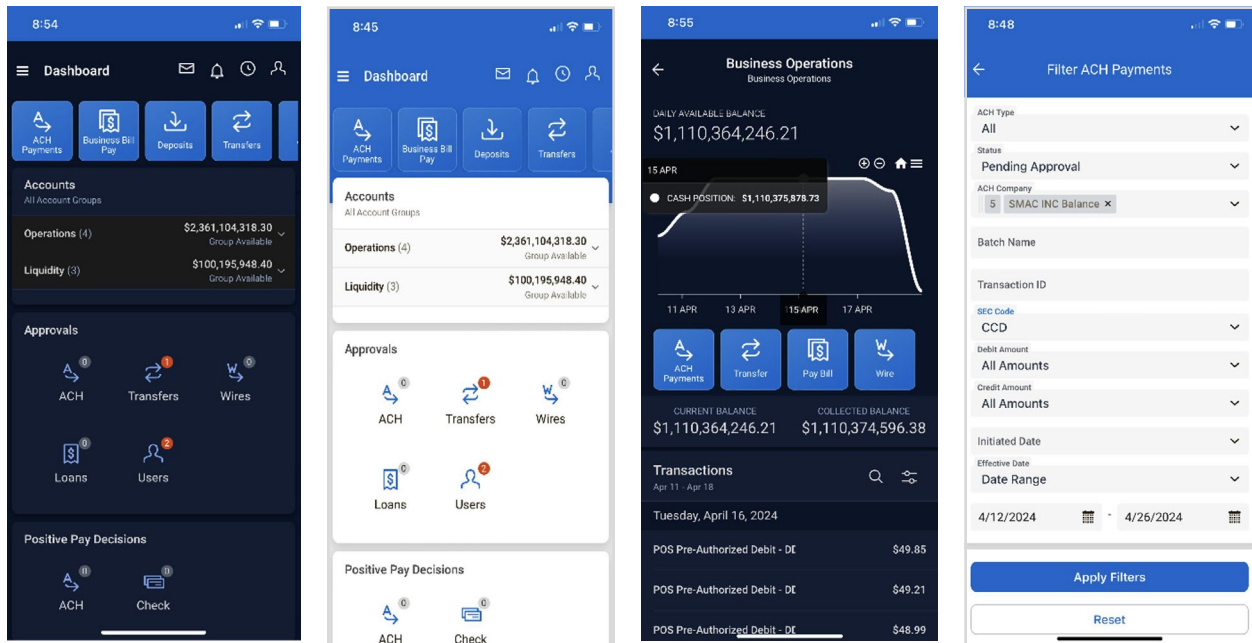 8:54
Dashboard
ACH
Payments
Business Bill
Pay
Deposits
Transfers
Accounts
All Account Groups
Operations (4)
$2,361,104,318.30
Group Available
Liquidity (3)
$100,195,948.40
Group Available
Approvals
0
1
0
ACH
Transfers
Wires
0
2
Loans
Users
Positive Pay Decisions
0
0
ACH
Check
8:45
Dashboard
ACH
Payments
Business Bill
Pay
Deposits
Transfers
Accounts
All Account Groups
Operations (4)
$2,361,104,318.30
Group Available
Liquidity (3)
$100,195,948.40
Group Available
Approvals
0
1
0
ACH
Transfers
Wires
0
2
Loans
Users
Positive Pay Decisions
0
0
ACH
Check
8:55
Business Operations
Business Operations
DAILY AVAILABLE BALANCE
$1,110,364,246.21
15 APR
CASH POSITION: $1,110,375,878.73
11 APR
13 APR
15 APR
17 APR
ACH
Payments
Transfer
Pay Bill
Wire
CURRENT BALANCE
$1,110,364,246.21
COLLECTED BALANCE
$1,110,374,596.38
Transactions
Apr 11 - Apr 18
Tuesday, April 16, 2024
POS Pre-Authorized Debit - DE
$49.85
POS Pre-Authorized Debit - DE
$49.21
POS Pre-Authorized Debit - DE
$48.99
8:48
Filter ACH Payments
ACH Type
All
Status
Pending Approval
ACH Company
5 SMAC INC Balance ×
Batch Name
Transaction ID
SEC Code
CCD
Debit Amount
All Amounts
Credit Amount
All Amounts
Initiated Date
Effective Date
Date Range
4/12/2024 - 4/26/2024
Apply Filters
Reset